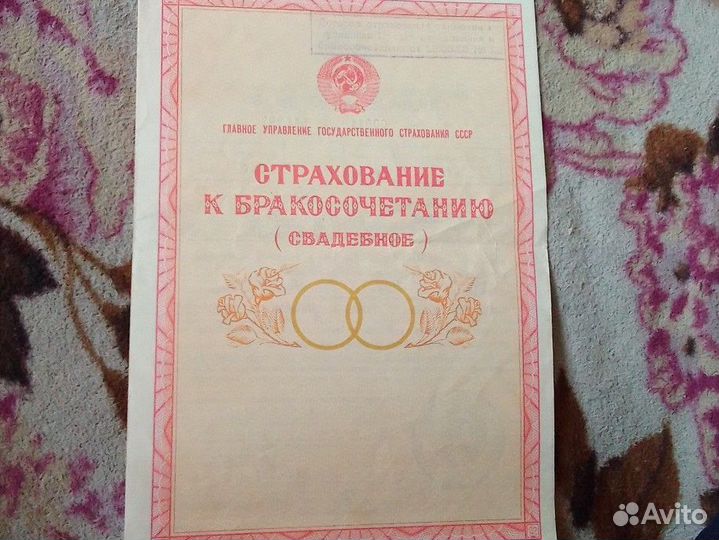 ГЛАВНОЕ УПРАВЛЕНИЕ ГОСУДАРСТВЕННОГО СТРАХОВАНИЯ СССР
СТРАХОВАНИЕ
К БРАКОСОЧЕТАНИЮ
(СВАДЕБНОЕ)
Avito